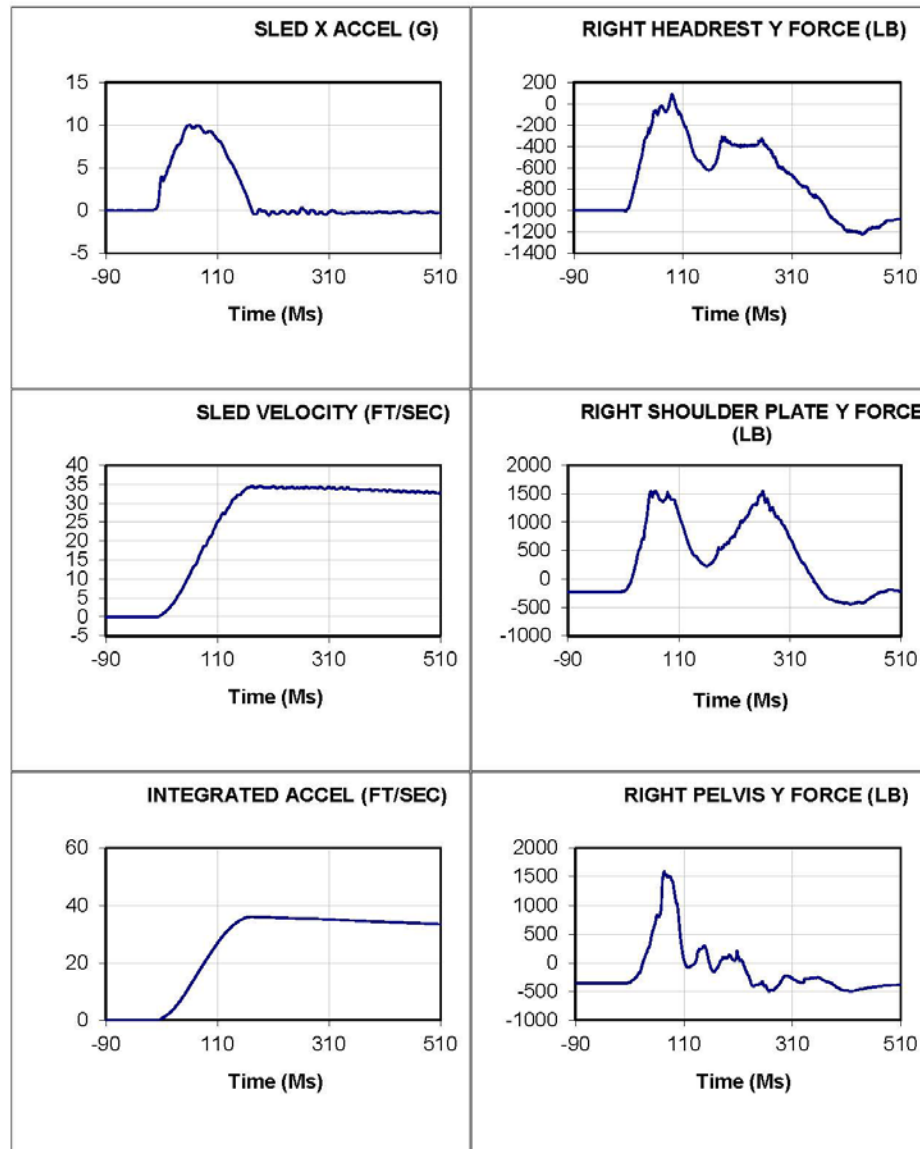 SLED X ACCEL (G)
15
10
5
0
-5
-90 110 310 510
Time (Ms)
RIGHT HEADREST Y FORCE (LB)
200
0
-200
-400
-600
-800
-1000
-1200
-1400
-90 110 310 510
Time (Ms)
SLED VELOCITY (FT/SEC)
40
35
30
25
20
15
10
5
0
-5
-90 110 310 510
Time (Ms)
RIGHT SHOULDER PLATE Y FORCE
(LB)
2000
1500
1000
500
0
-500
-1000
-90 110 310 510
Time (Ms)
INTEGRATED ACCEL (FT/SEC)
60
40
20
0
-90 110 310 510
Time (Ms)
RIGHT PELVIS Y FORCE (LB)
2000
1500
1000
500
0
-500
-1000
-90 110 310 510
Time (Ms)